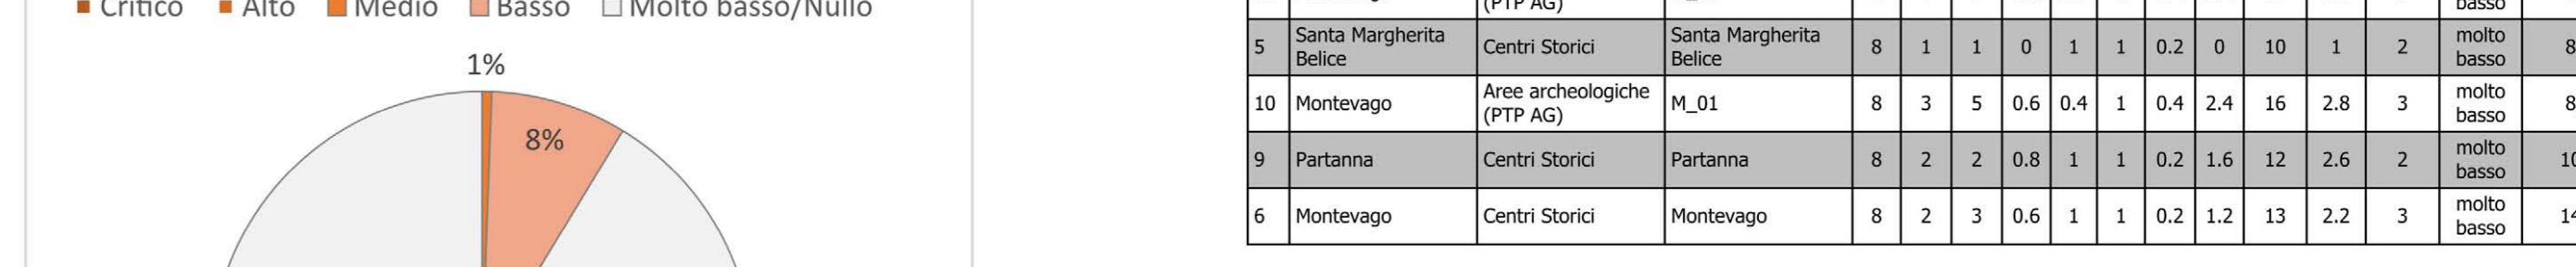 Critico Alto Medio Basso Molto basso/Nullo
1%
8%
(PTP AG) basso
5 Santa Margherita Belice Centri Storici Santa Margherita Belice 8 1 1 0 1 1 0.2 0 10 1 2 molto basso 8
10 Montevago Aree archeologiche (PTP AG) M_01 8 3 5 0.6 0.4 1 0.4 2.4 16 2.8 3 molto basso 8
9 Partanna Centri Storici Partanna 8 2 2 0.8 1 1 0.2 1.6 12 2.6 2 molto basso 10
6 Montevago Centri Storici Montevago 8 2 3 0.6 1 1 0.2 1.2 13 2.2 3 molto basso 14